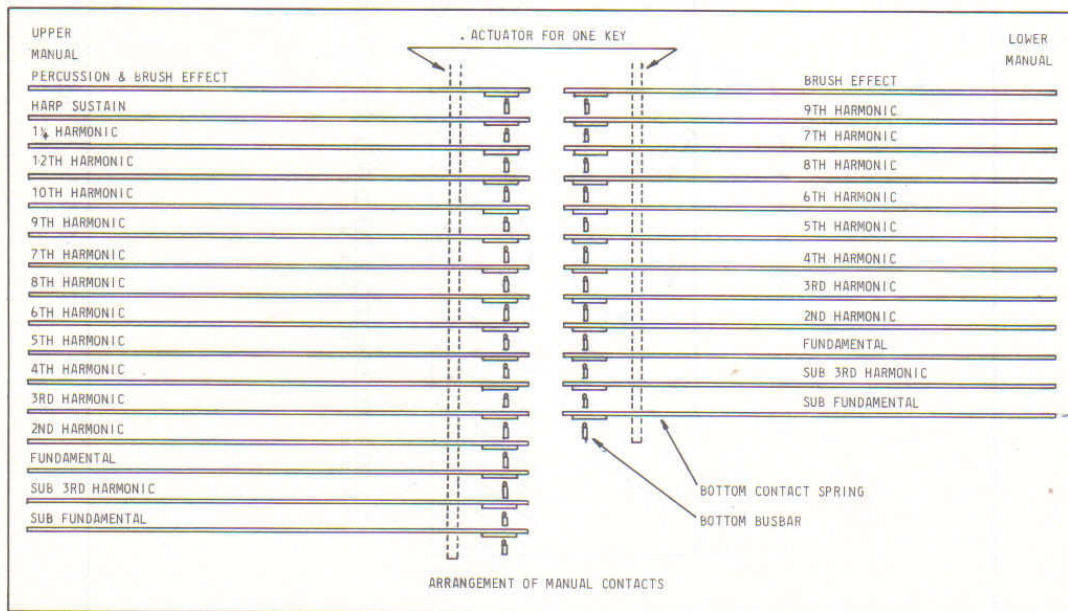 UPPER
MANUAL
. ACTUATOR FOR ONE KEY
LOWER
MANUAL
PERCUSSION & BRUSH EFFECT
HARP SUSTAIN
HARMONIC
12TH HARMONIC
10TH HARMONIC
9TH HARMONIC
7TH HARMONIC
8TH HARMONIC
6TH HARMONIC
5TH HARMONIC
4TH HARMONIC
3RD HARMONIC
2ND HARMONIC
FUNDAMENTAL
SUB 3RD HARMONIC
SUB FUNDAMENTAL
BRUSH EFFECT
9TH HARMONIC
7TH HARMONIC
8TH HARMONIC
6TH HARMONIC
5TH HARMONIC
4TH HARMONIC
3RD HARMONIC
2ND HARMONIC
FUNDAMENTAL
SUB 3RD HARMONIC
SUB FUNDAMENTAL
BOTTOM CONTACT SPRING
BOTTOM BUSBAR
ARRANGEMENT OF MANUAL CONTACTS